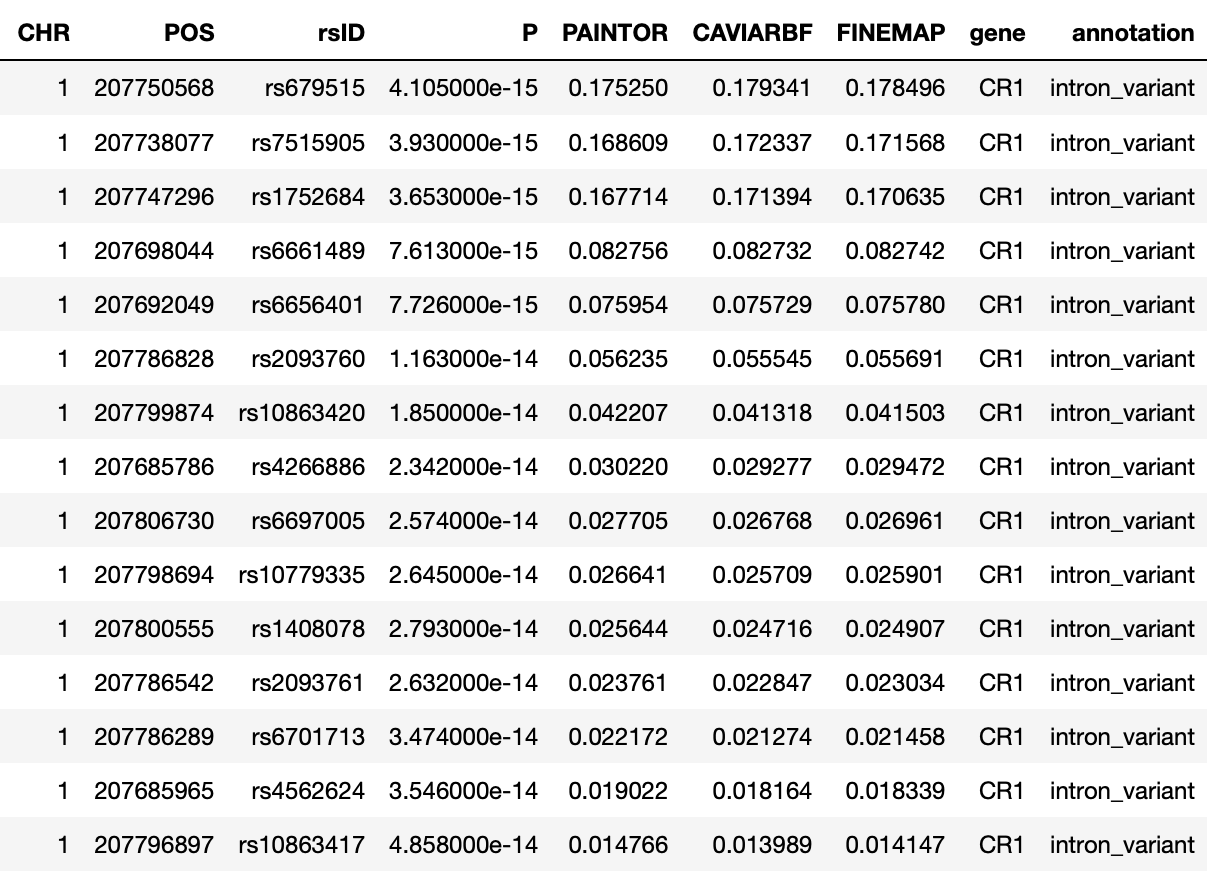 CHR POS rsID P PAINTOR CAVIARBF FINEMAP gene annotation
1 207750568 rs679515 4.105000e-15 0.175250 0.179341 0.178496 CR1 intron_variant
1 207738077 rs7515905 3.930000e-15 0.168609 0.172337 0.171568 CR1 intron_variant
1 207747296 rs1752684 3.653000e-15 0.167714 0.171394 0.170635 CR1 intron_variant
1 207698044 rs6661489 7.613000e-15 0.082756 0.082732 0.082742 CR1 intron_variant
1 207692049 rs6656401 7.726000e-15 0.075954 0.075729 0.075780 CR1 intron_variant
1 207786828 rs2093760 1.163000e-14 0.056235 0.055545 0.055691 CR1 intron_variant
1 207799874 rs10863420 1.850000e-14 0.042207 0.041318 0.041503 CR1 intron_variant
1 207685786 rs4266886 2.342000e-14 0.030220 0.029277 0.029472 CR1 intron_variant
1 207806730 rs6697005 2.574000e-14 0.027705 0.026768 0.026961 CR1 intron_variant
1 207798694 rs10779335 2.645000e-14 0.026641 0.025709 0.025901 CR1 intron_variant
1 207800555 rs1408078 2.793000e-14 0.025644 0.024716 0.024907 CR1 intron_variant
1 207786542 rs2093761 2.632000e-14 0.023761 0.022847 0.023034 CR1 intron_variant
1 207786289 rs6701713 3.474000e-14 0.022172 0.021274 0.021458 CR1 intron_variant
1 207685965 rs4562624 3.546000e-14 0.019022 0.018164 0.018339 CR1 intron_variant
1 207796897 rs10863417 4.858000e-14 0.014766 0.013989 0.014147 CR1 intron_variant